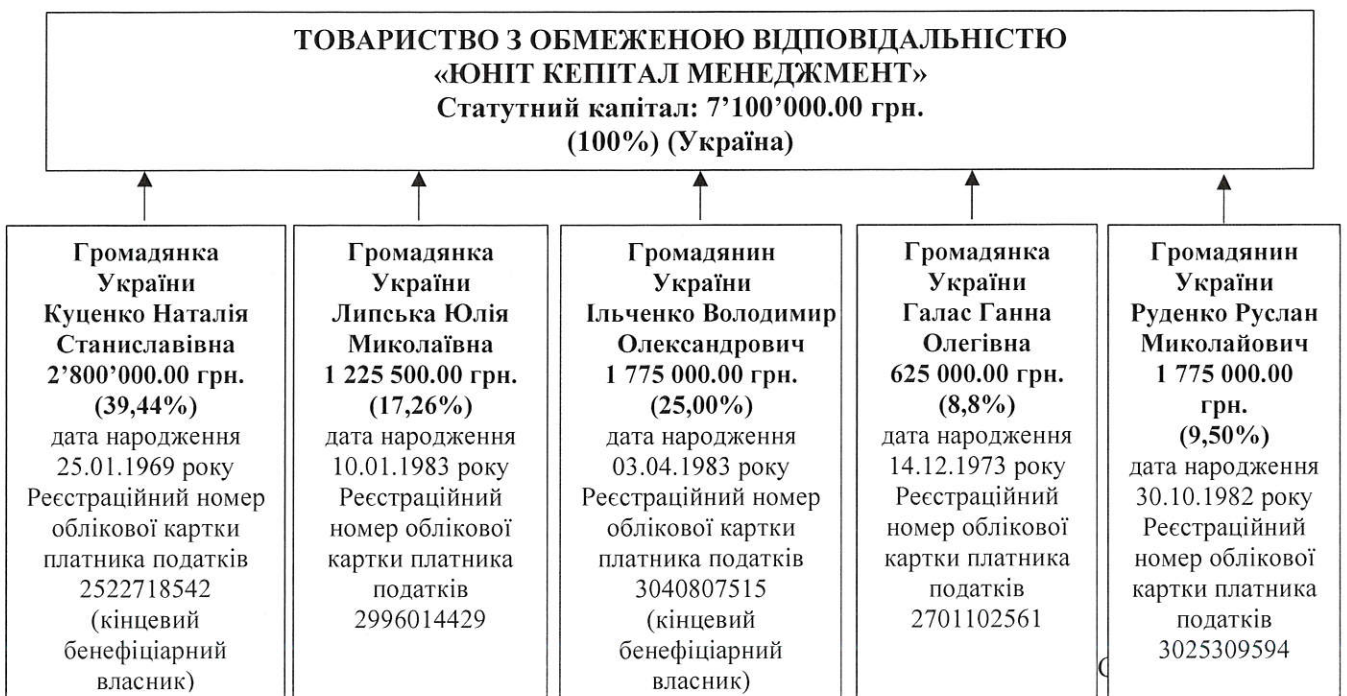 ТОВАРИСТВО З ОБМЕЖЕНОЮ ВІДПОВІДАЛЬНІСТЮ
«ЮНІТ КЕПІТАЛ МЕНЕДЖМЕНТ»
Статутний капітал: 7’100’000.00 грн.
(100%) (Україна)
Громадянка
України
Куценко Наталія
Станиславівна
2’800’000.00 грн.
(39,44%)
дата народження
25.01.1969 року
Реєстраційний номер
облікової картки
платника податків
2522718542
(кінцевий
бенефіціарний
власник)
Громадянка
України
Липська Юлія
Миколаївна
1 225 500.00 грн.
(17,26%)
дата народження
10.01.1983 року
Реєстраційний
номер облікової
картки платника
податків
2996014429
Громадянин
України
Ільченко Володимир
Олександрович
1 775 000.00 грн.
(25,00%)
дата народження
03.04.1983 року
Реєстраційний номер
облікової картки
платника податків
3040807515
(кінцевий
бенефіціарний
власник)
Громадянка
України
Галас Ганна
Олегівна
625 000.00 грн.
(8,8%)
дата народження
14.12.1973 року
Реєстраційний
номер облікової
картки платника
податків
2701102561
Громадянин
України
Руденко Руслан
Миколайович
1 775 000.00
грн.
(9,50%)
дата народження
30.10.1982 року
Реєстраційний
номер облікової
картки платника
податків
3025309594